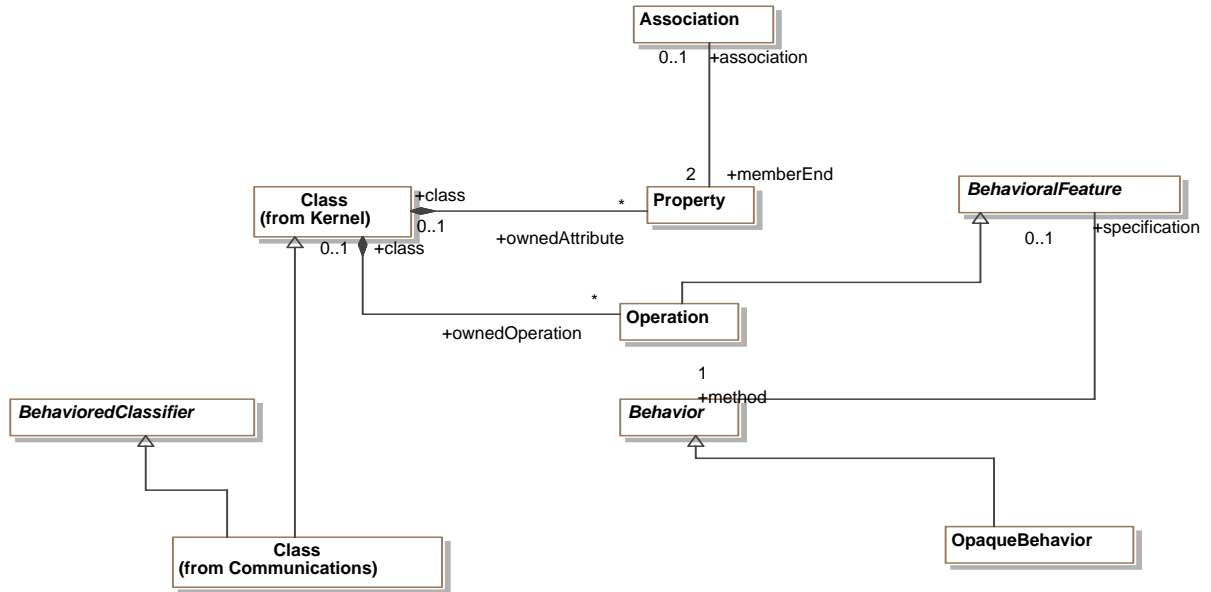 Association
0..1
+association
2
+memberEnd
Class
(from Kernel)
+class
0..1
*
+ownedAttribute
Property
BehavioralFeature
0..1
+specification
0..1
+class
*
+ownedOperation
Operation
1
+method
Behavior
BehavioredClassifier
Class
(from Communications)
OpaqueBehavior